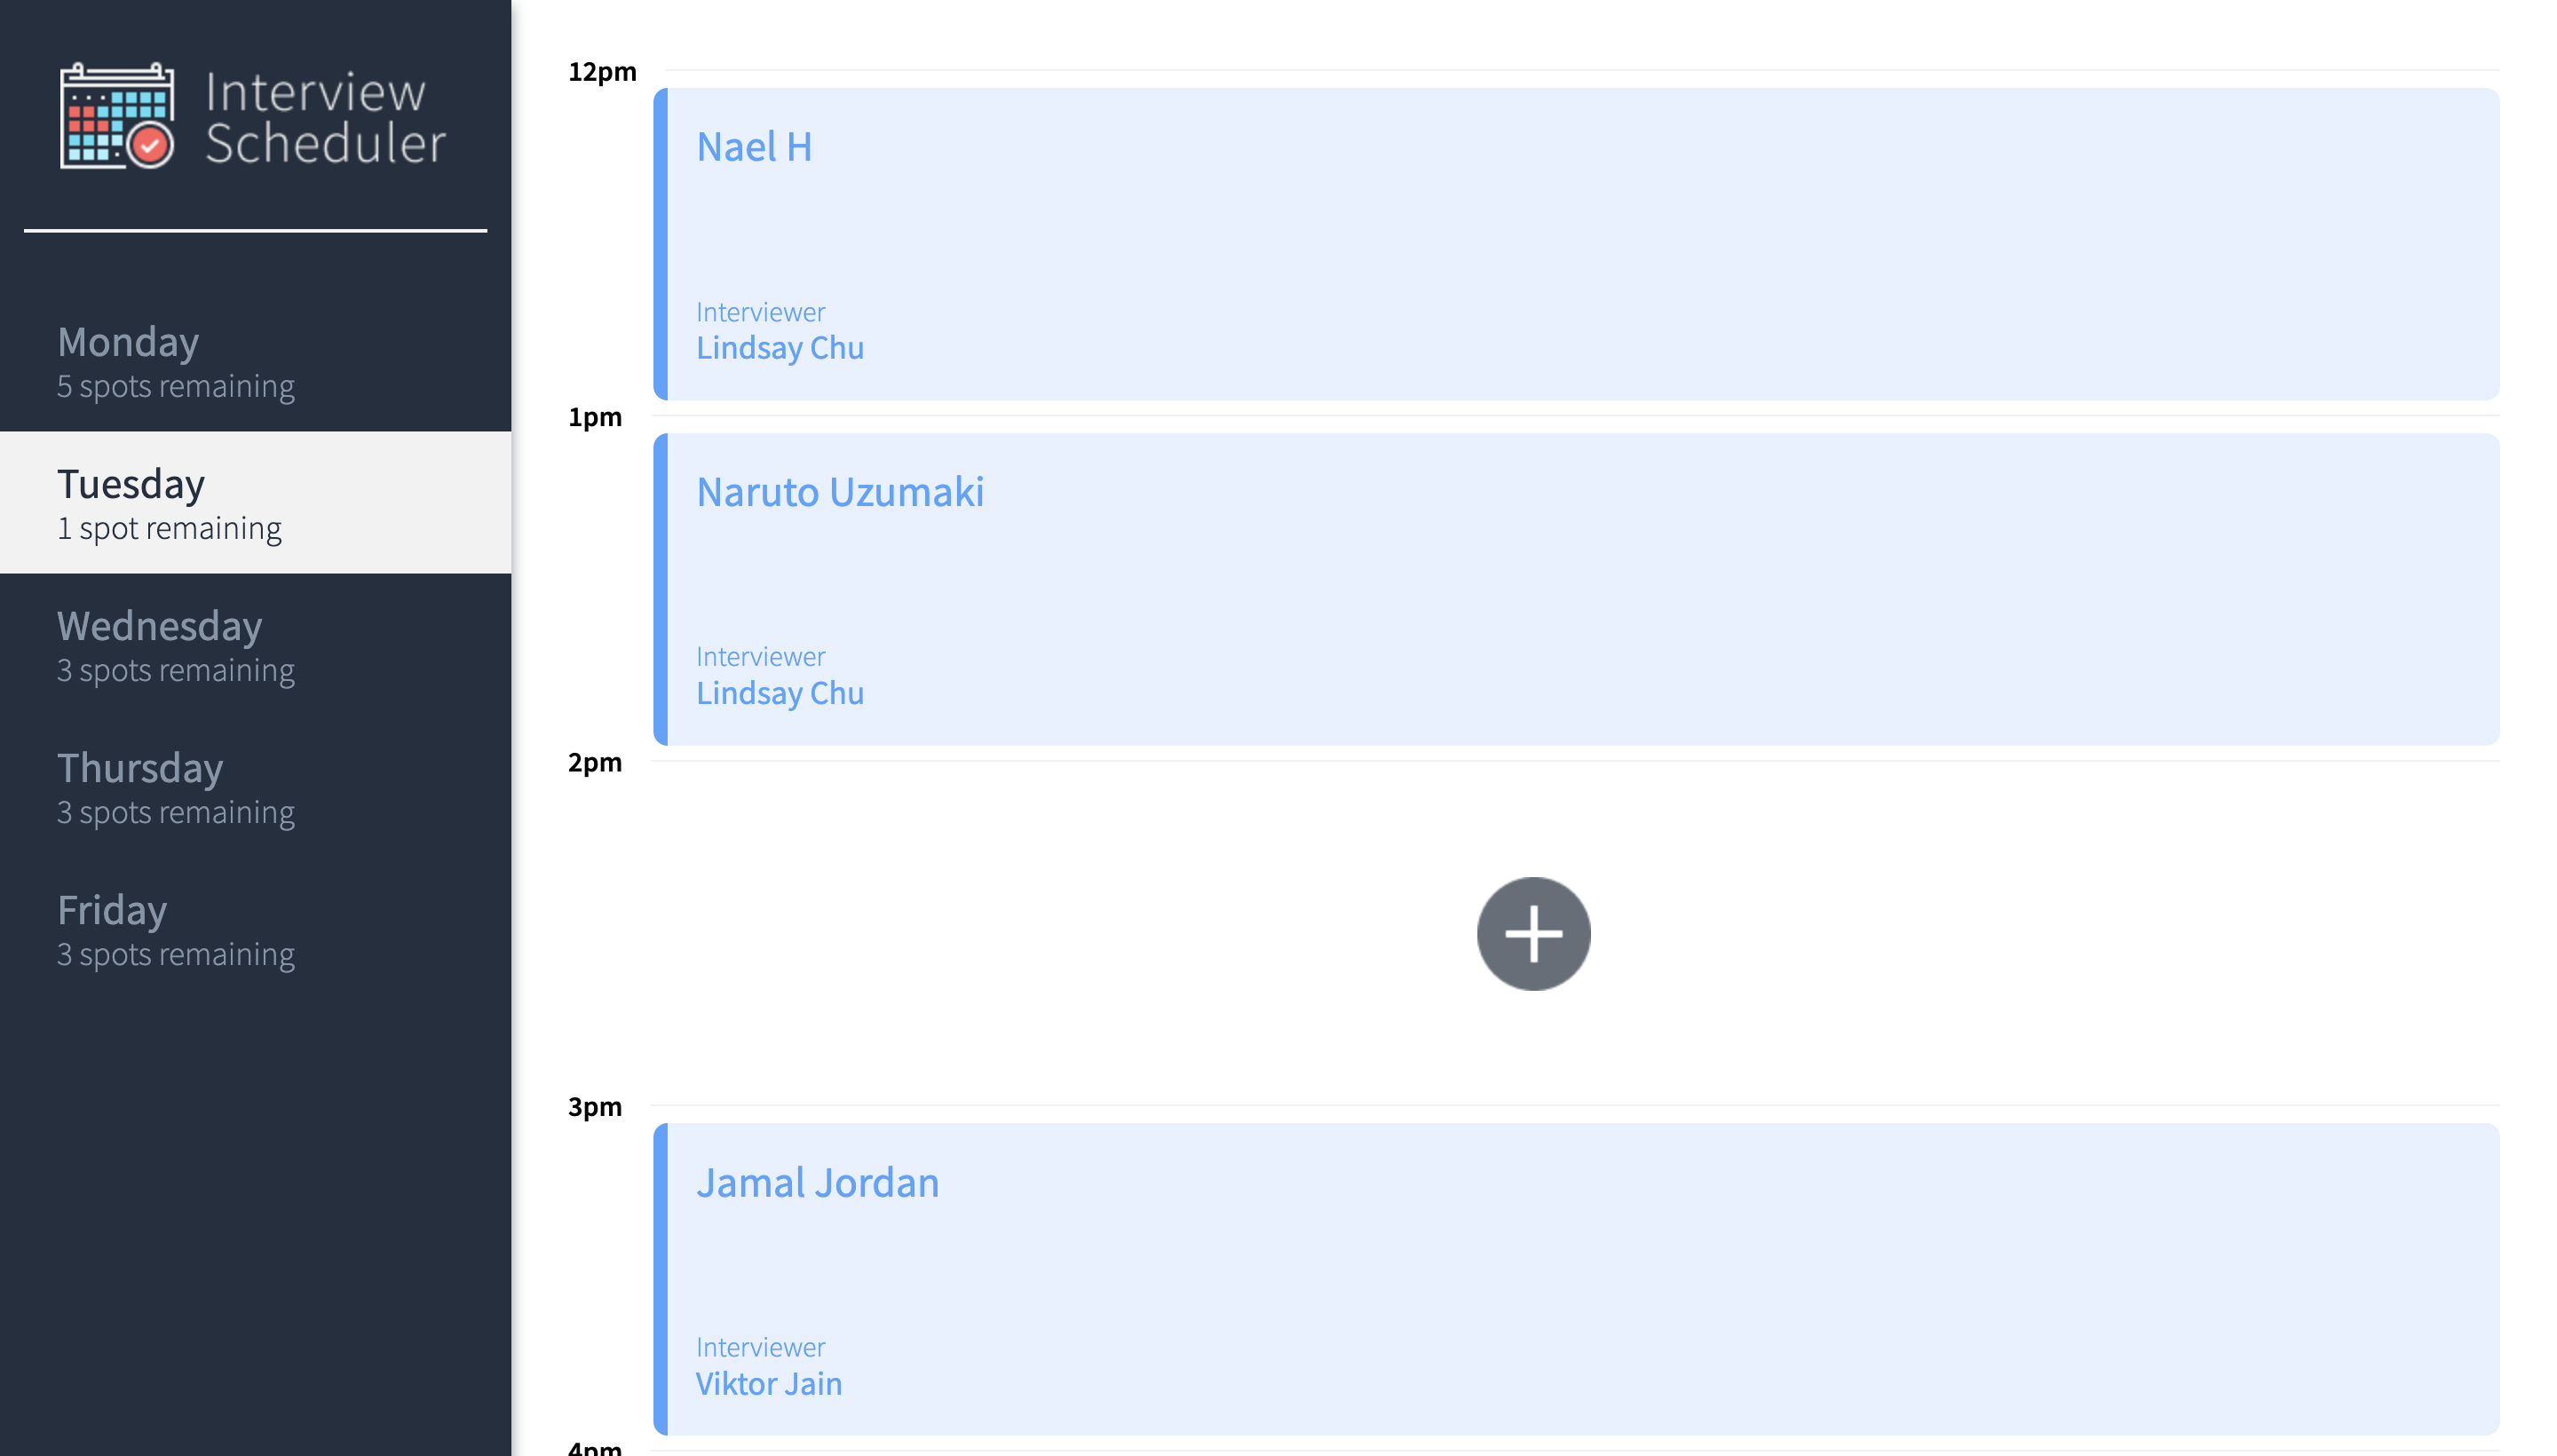 Interview
Scheduler
Monday
5 spots remaining
Tuesday
1 spot remaining
Wednesday
3 spots remaining
Thursday
3 spots remaining
Friday
3 spots remaining
12pm
Nael H
Interviewer
Lindsay Chu
1pm
Naruto Uzumaki
Interviewer
Lindsay Chu
2pm
3pm
Jamal Jordan
Interviewer
Viktor Jain
4pm